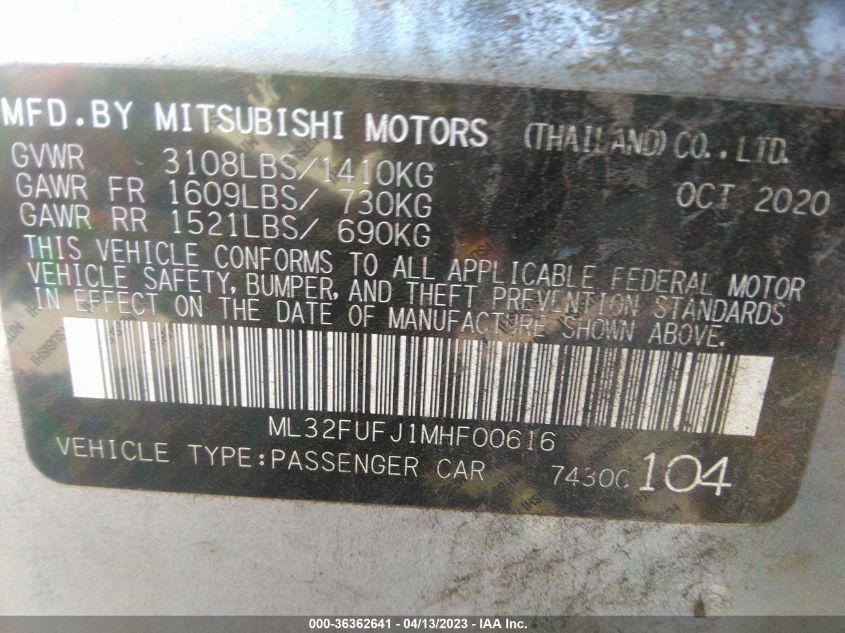 MFD.BY MITSUBISHI MOTORS (THAILAND) CO.,LTD.
GVWR 3108LBS/1410KG OCT 2020
GAWR FR 1609LBS/ 730KG
GAWR RR 1521LBS/ 690KG
THIS VEHICLE CONFORMS TO ALL APPLICABLE FEDERAL MOTOR
VEHICLE SAFETY, BUMPER, AND THEFT PREVENTION STANDARDS
IN EFFECT ON THE DATE OF MANUFACTURE SHOWN ABOVE.
ML32FUFJ1MHF00616
VEHICLE TYPE:PASSENGER CAR 7430C 104
000-36362641 - 04/13/2023 - IAA Inc.